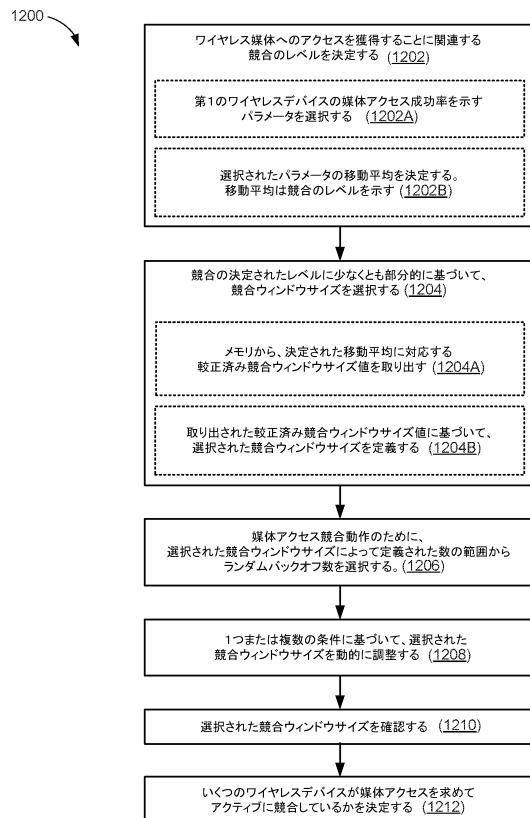 1200
ワイヤレス媒体へのアクセスを獲得することに関連する
競合のレベルを決定する (1202)
第1のワイヤレスデバイスの媒体アクセス成功率を示す
パラメータを選択する (1202A)
選択されたパラメータの移動平均を決定する。
移動平均は競合のレベルを示す (1202B)
競合の決定されたレベルに少なくとも部分的に基づいて、
競合ウィンドウサイズを選択する (1204)
メモリから、決定された移動平均に対応する
較正済み競合ウィンドウサイズ値を取り出す (1204A)
取り出された較正済み競合ウィンドウサイズ値に基づいて、
選択された競合ウィンドウサイズを定義する (1204B)
媒体アクセス競合動作のために、
選択された競合ウィンドウサイズによって定義された数の範囲から
ランダムバックオフ数を選択する。(1206)
1つまたは複数の条件に基づいて、選択された
競合ウィンドウサイズを動的に調整する (1208)
選択された競合ウィンドウサイズを確認する (1210)
いくつのワイヤレスデバイスが媒体アクセスを求めて
アクティブに競合しているかを決定する (1212)